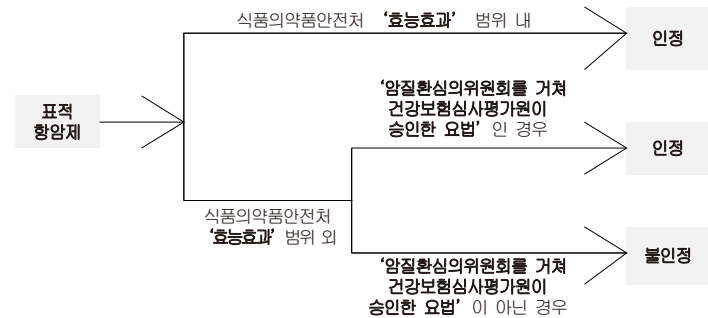 식품의약품안전처 ‘효능효과’ 범위 내
인정
표적
항암제
‘암질환심의위원회를 거쳐
건강보험심사평가원이
승인한 요법’ 인 경우
인정
식품의약품안전처
‘효능효과’ 범위 외
‘암질환심의위원회를 거쳐
건강보험심사평가원이
승인한 요법’ 이 아닌 경우
불인정